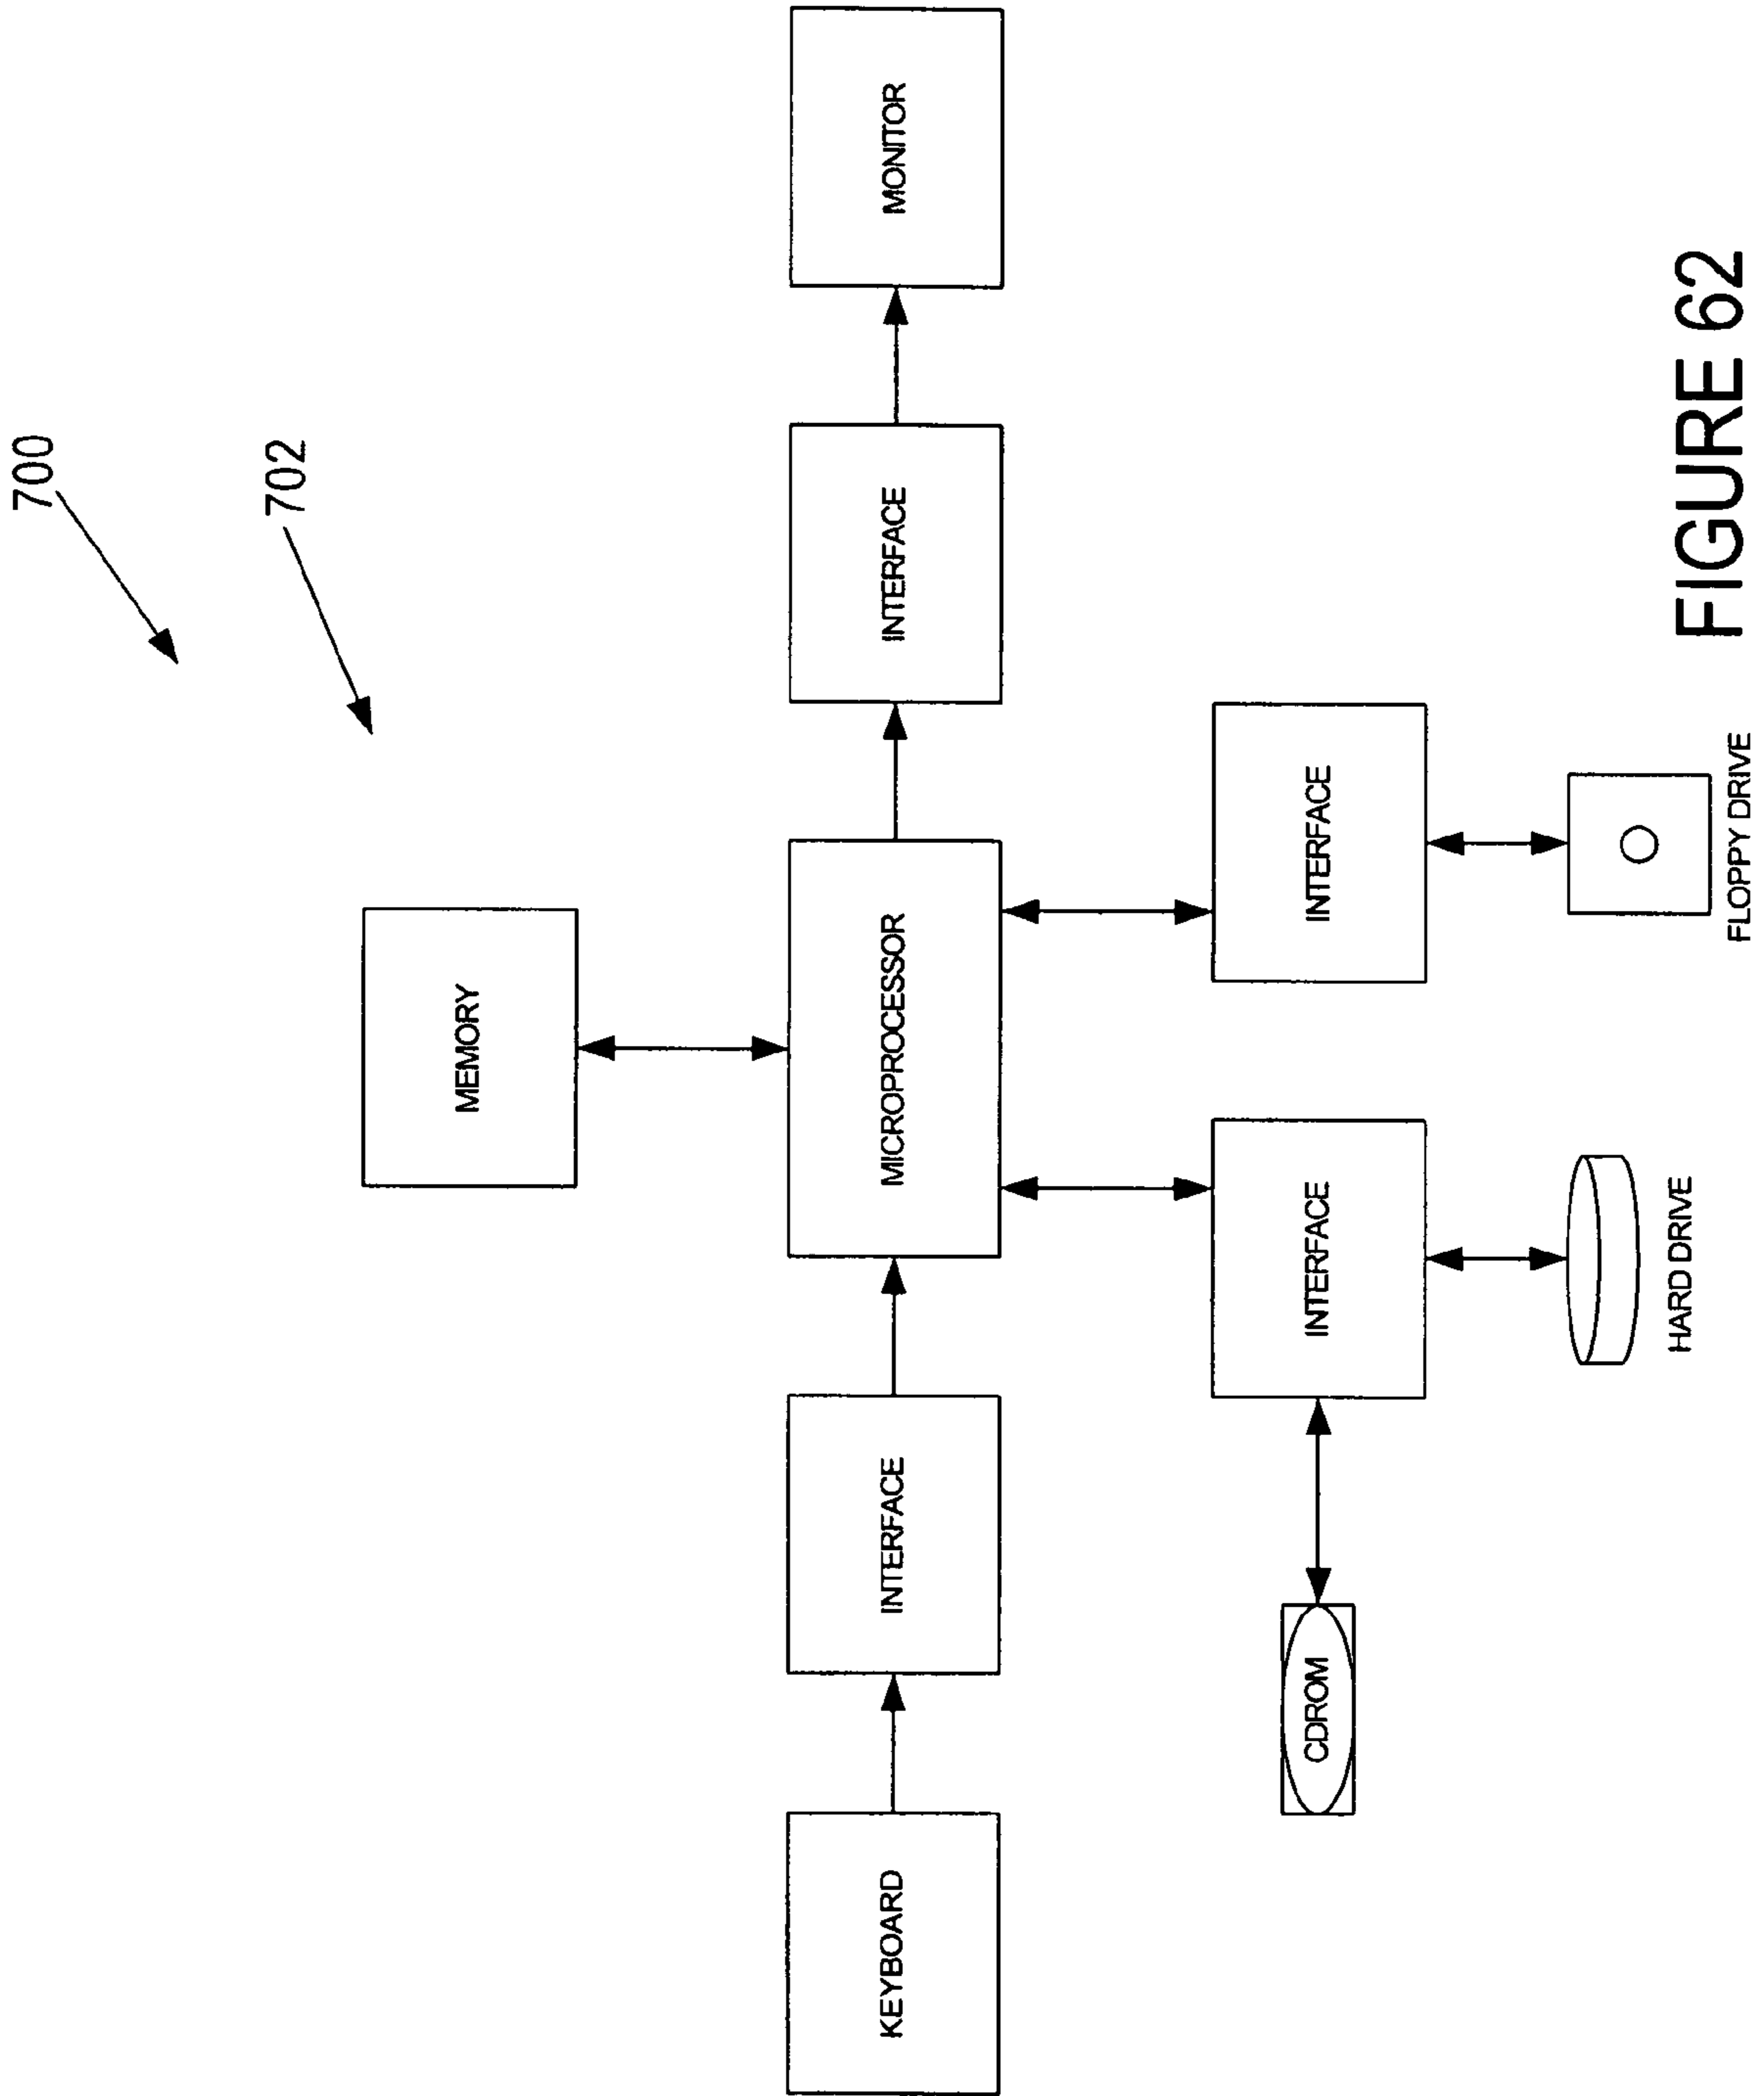 700
702
MEMORY
KEYBOARD
INTERFACE
MICROPROCESSOR
INTERFACE
MONITOR
CDROM
INTERFACE
INTERFACE
HARD DRIVE
FLOPPY DRIVE
FIGURE 62